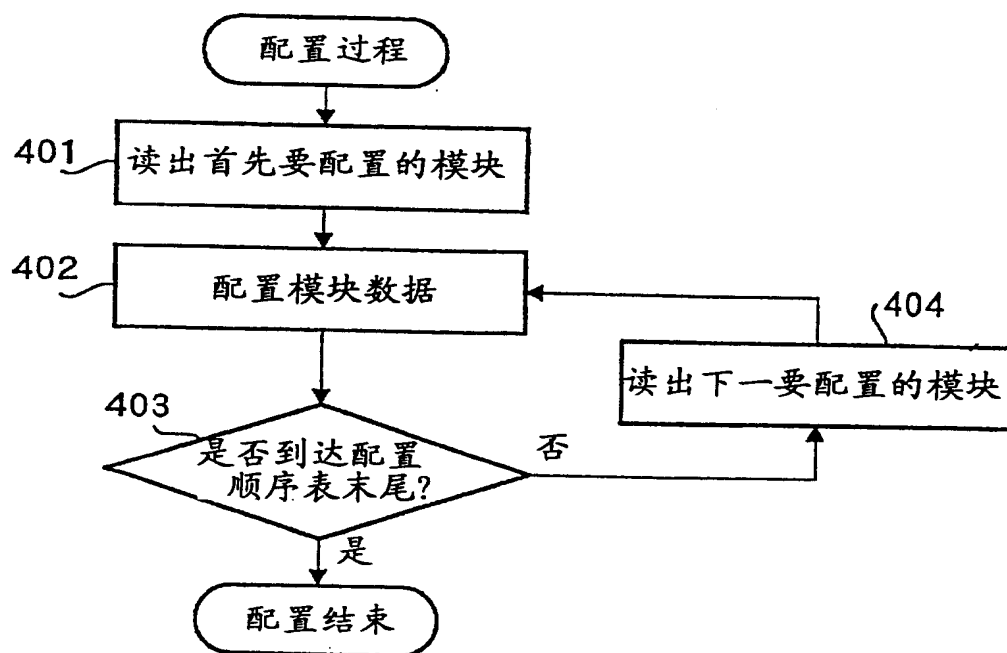 配置过程
401
读出首先要配置的模块
402
配置模块数据
404
读出下一要配置的模块
403
是否到达配置
顺序表末尾?
否
是
配置结束